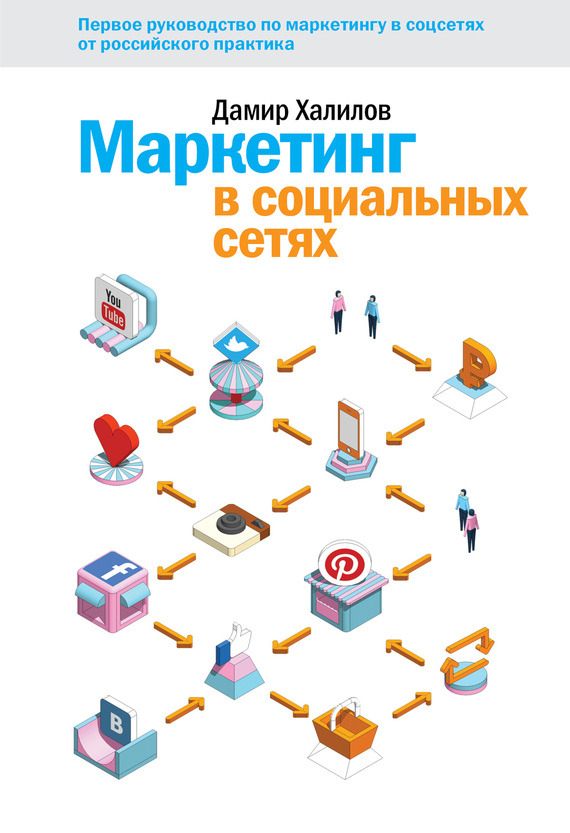 Первое руководство по маркетингу в соцсетях
от российского практика
Дамир Халилов
Маркетинг
в социальных
сетях
You
Tube
f
В